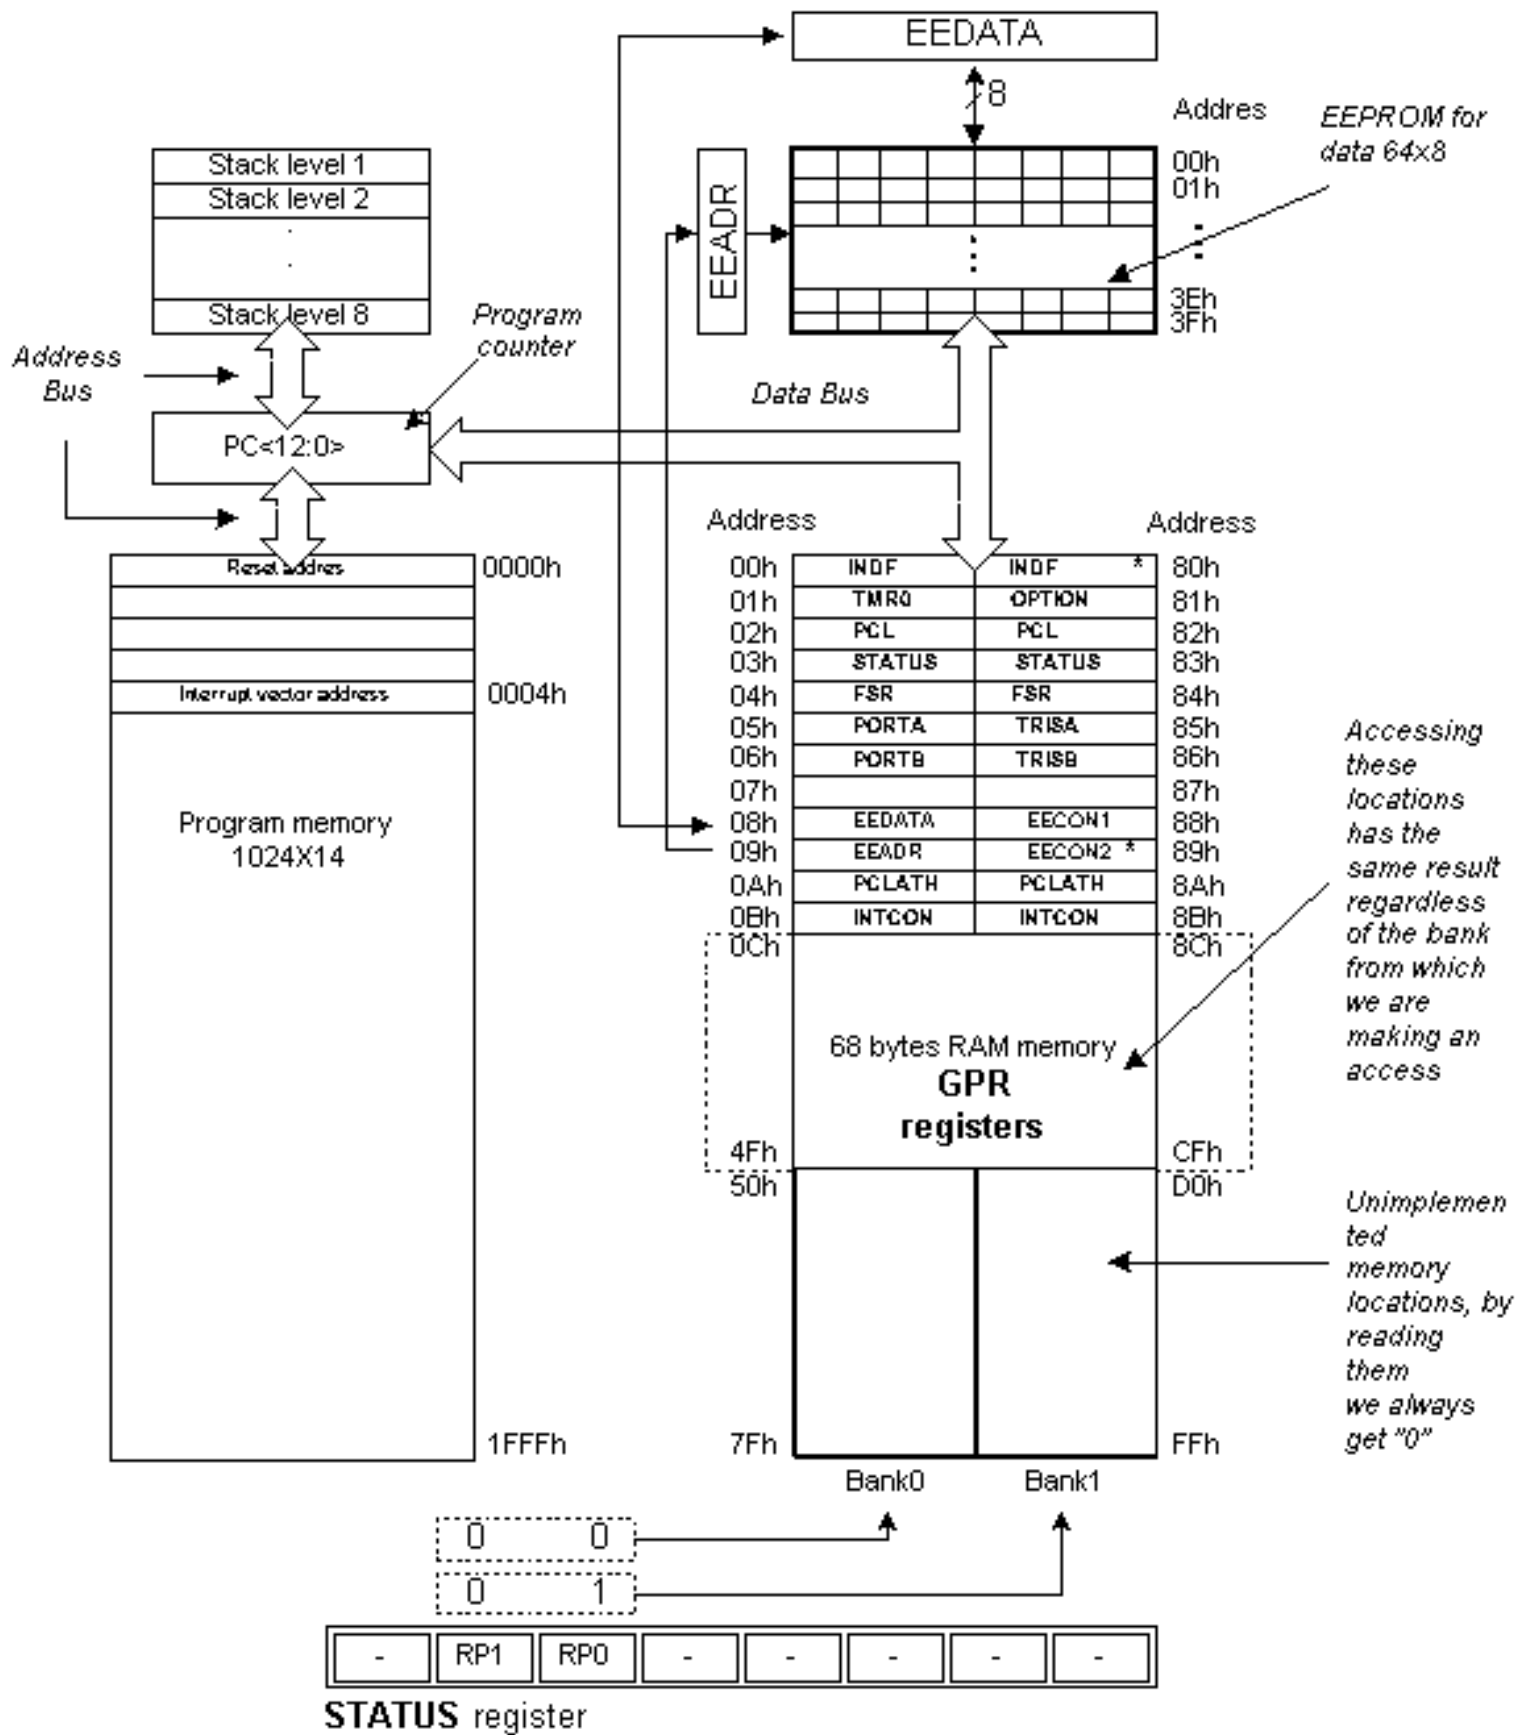 EEDATA
8
Addres
EEPROM for
data 64x8
Stack level 1
Stack level 2
.
.
Stack level 8
EEADR
00h
01h
3Eh
3Fh
Program
counter
Address
Bus
Data Bus
PC<12:0>
Address
Address
Reset addres
0000h
Interrupt vector address
0004h
Program memory
1024X14
1FFFh
00h INDF INDF * 80h
01h TMR0 OPTION 81h
02h PCL PCL 82h
03h STATUS STATUS 83h
04h FSR FSR 84h
05h PORTA TRISA 85h
06h PORTB TRISB 86h
07h 87h
08h EEDATA EECON1 88h
09h EEADR EECON2 * 89h
0Ah PCLATH PCLATH 8Ah
0Bh INTCON INTCON 8Bh
0Ch 8Ch
68 bytes RAM memory
GPR
registers
4Fh CFh
50h D0h
7Fh FFh
Bank0 Bank1
Accessing
these
locations
has the
same result
regardless
of the bank
from which
we are
making an
access
Unimplemen
ted
memory
locations, by
reading
them
we always
get "0"
0 0
0 1
- RP1 RP0 - - - - -
STATUS register